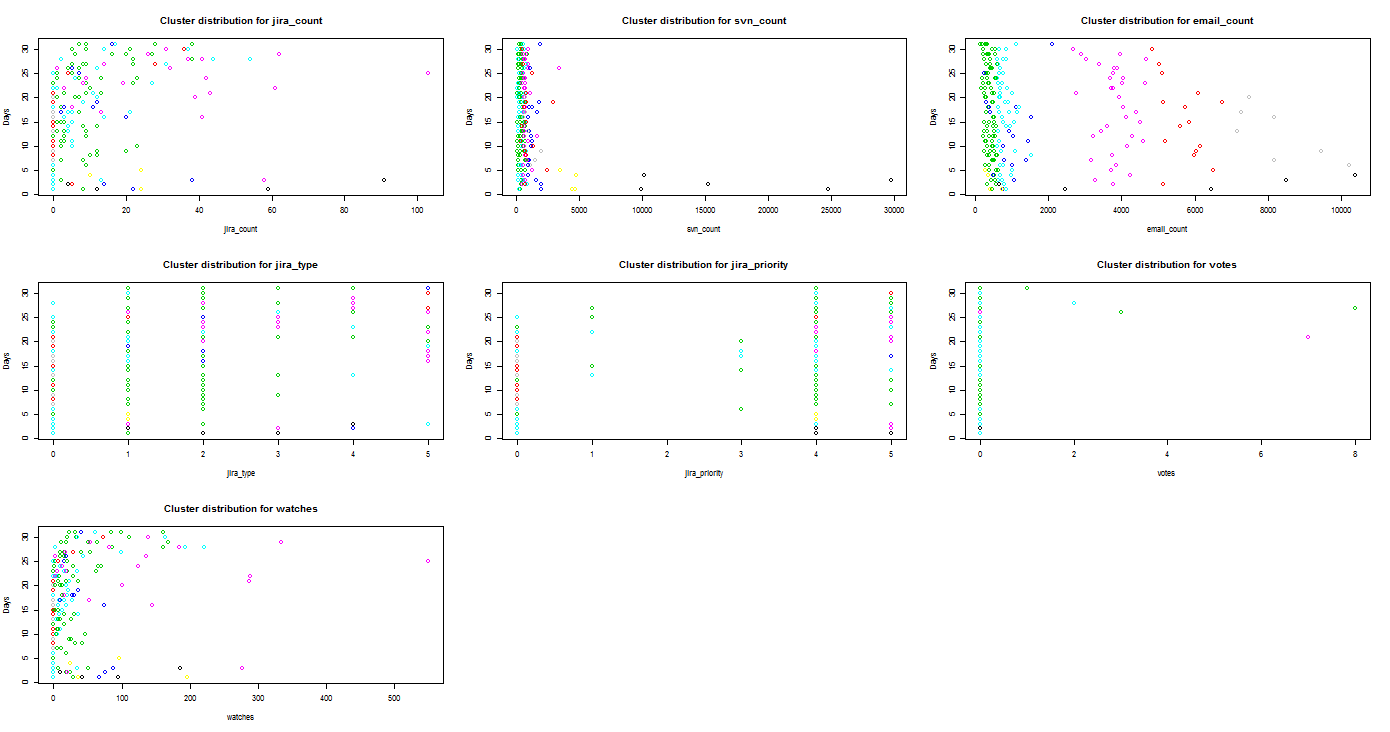 Cluster distribution for jira_count
Days
0 5 10 15 20 25 30
0 20 40 60 80 100
jira_count
Cluster distribution for svn_count
Days
0 5 10 15 20 25 30
0 5000 10000 15000 20000 25000 30000
svn_count
Cluster distribution for email_count
Days
0 5 10 15 20 25 30
0 2000 4000 6000 8000 10000
email_count
Cluster distribution for jira_type
Days
0 5 10 15 20 25 30
0 1 2 3 4 5
jira_type
Cluster distribution for jira_priority
Days
0 5 10 15 20 25 30
0 1 2 3 4 5
jira_priority
Cluster distribution for votes
Days
0 5 10 15 20 25 30
0 2 4 6 8
votes
Cluster distribution for watches
Days
0 5 10 15 20 25 30
0 100 200 300 400 500
watches